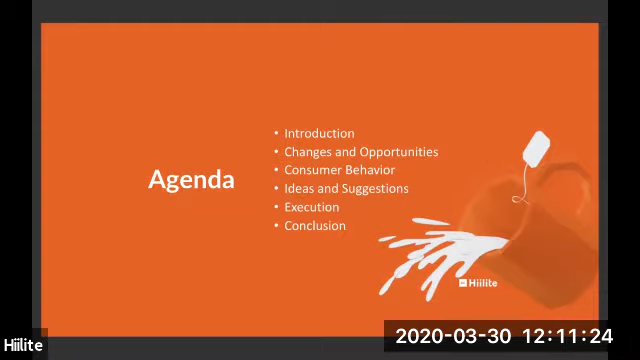 Agenda
• Introduction
• Changes and Opportunities
• Consumer Behavior
• Ideas and Suggestions
• Execution
• Conclusion
Hiilite
Hiilite
2020-03-30 12:11:24